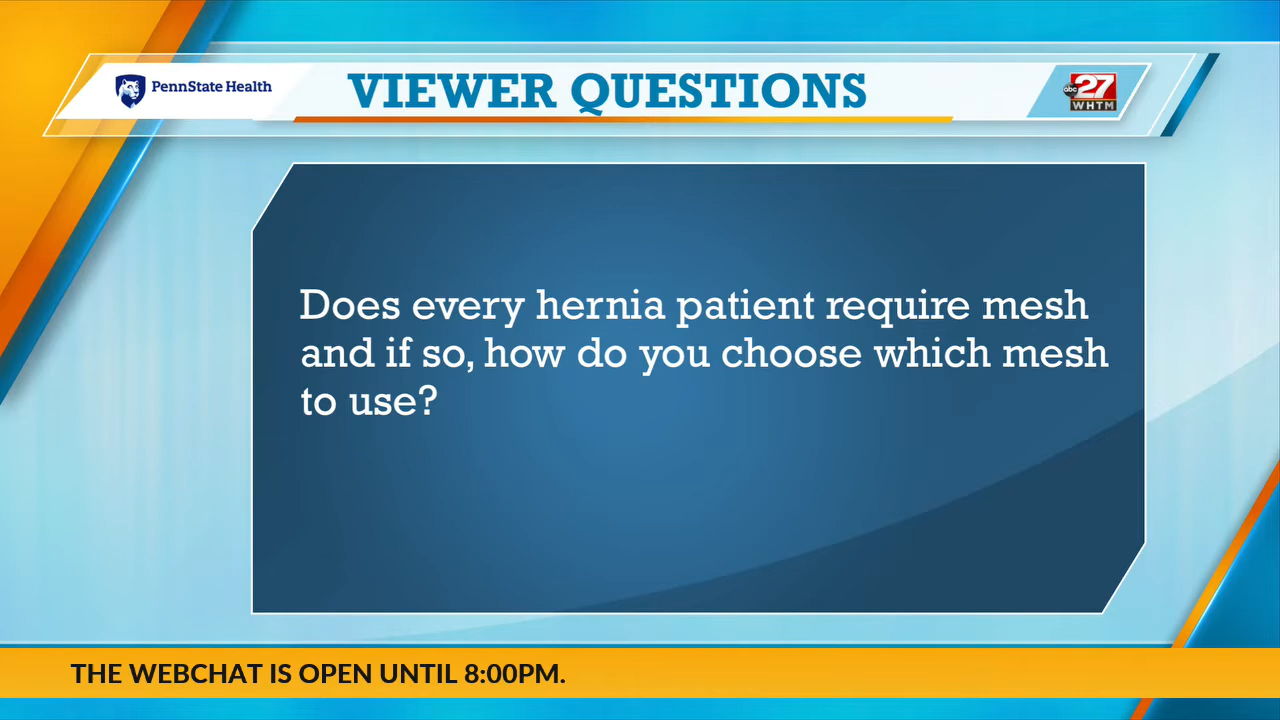 PennState Health
VIEWER QUESTIONS
abc 27
WHTM
Does every hernia patient require mesh
and if so, how do you choose which mesh
to use?
THE WEBCHAT IS OPEN UNTIL 8:00PM.